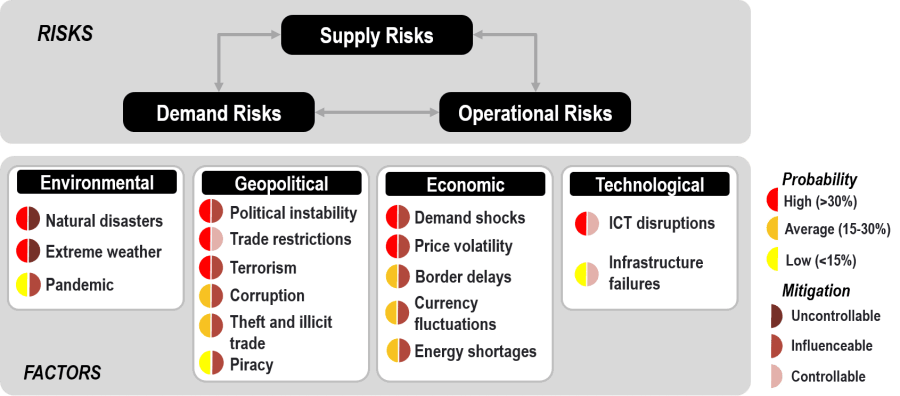 RISKS
Supply Risks
Demand Risks
Operational Risks
Environmental
Natural disasters
Extreme weather
Pandemic
Geopolitical
Political instability
Trade restrictions
Terrorism
Corruption
Theft and illicit
trade
Piracy
Economic
Demand shocks
Price volatility
Border delays
Currency
fluctuations
Energy shortages
Technological
ICT disruptions
Infrastructure
failures
FACTORS
Probability
High (>30%)
Average (15-30%)
Low (<15%)
Mitigation
Uncontrollable
Influenceable
Controllable